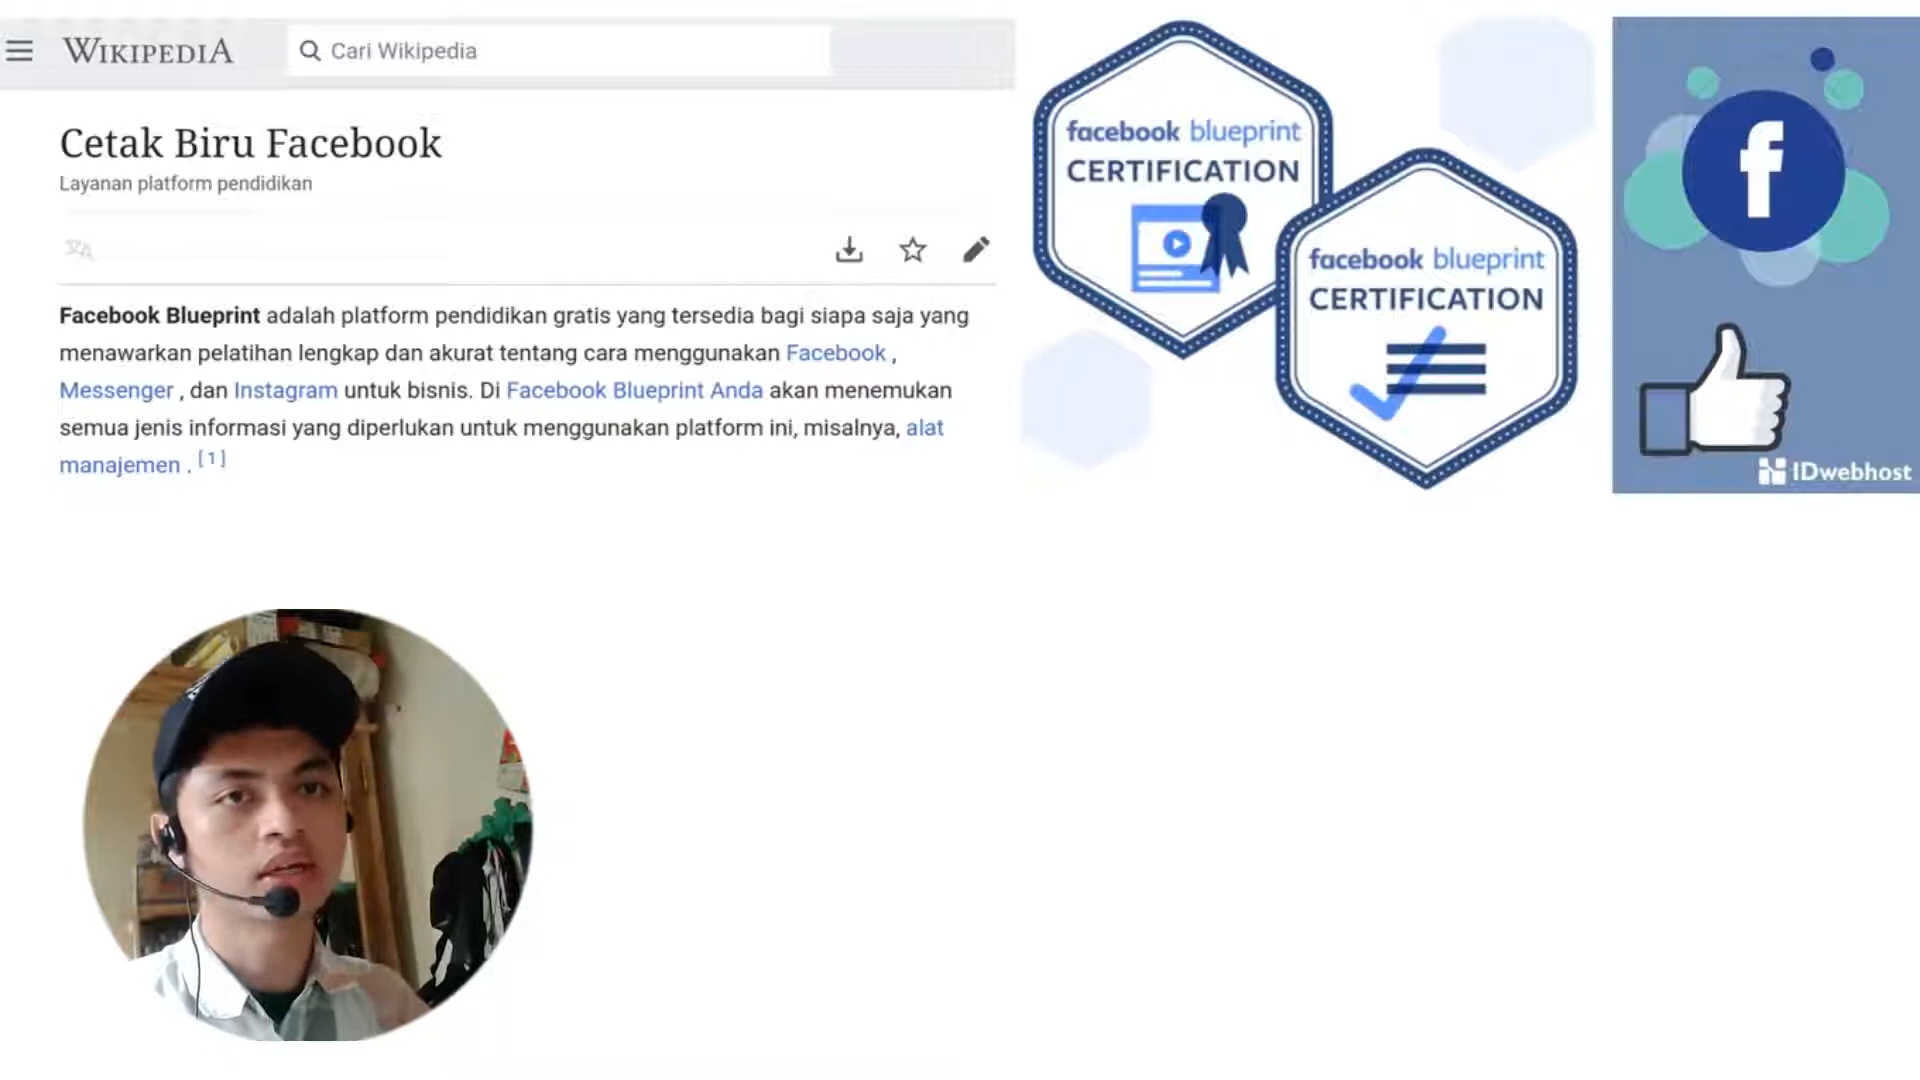 WIKIPEDIA
Cari Wikipedia
Cetak Biru Facebook
Layanan platform pendidikan
Facebook Blueprint adalah platform pendidikan gratis yang tersedia bagi siapa saja yang
menawarkan pelatihan lengkap dan akurat tentang cara menggunakan Facebook ,
Messenger , dan Instagram untuk bisnis. Di Facebook Blueprint Anda akan menemukan
semua jenis informasi yang diperlukan untuk menggunakan platform ini, misalnya, alat
manajemen . [1]
facebook blueprint
CERTIFICATION
facebook blueprint
CERTIFICATION
f
IDwebhost